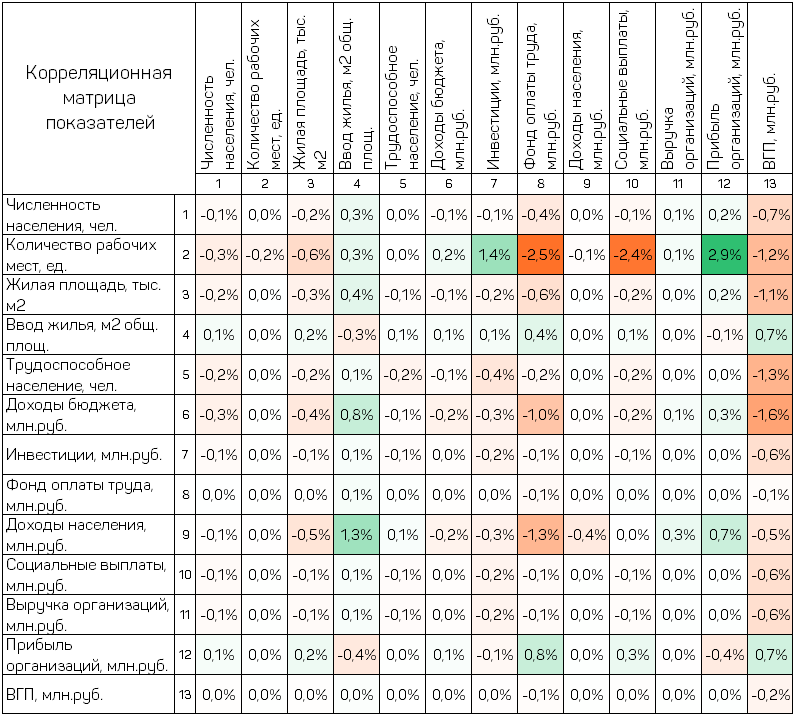 Корреляционная матрица показателей
Численность населения, чел.
Количество рабочих мест, ед.
Жилая площадь, тыс. м2
Ввод жилья, м2 общ. площ.
Трудоспособное население, чел.
Доходы бюджета, млн.руб.
Инвестиции, млн.руб.
Фонд оплаты труда, млн.руб.
Доходы населения, млн.руб.
Социальные выплаты, млн.руб.
Выручка организаций, млн.руб.
Прибыль организаций, млн.руб.
ВГП, млн.руб.
1 2 3 4 5 6 7 8 9 10 11 12 13
Численность населения, чел. 1 -0,1% 0,0% -0,2% 0,3% 0,0% -0,1% -0,1% -0,4% 0,0% -0,1% 0,1% 0,2% -0,7%
Количество рабочих мест, ед. 2 -0,3% -0,2% -0,6% 0,3% 0,0% 0,2% 1,4% -2,5% -0,1% -2,4% 0,1% 2,9% -1,2%
Жилая площадь, тыс. м2 3 -0,2% 0,0% -0,3% 0,4% -0,1% -0,1% -0,2% -0,6% 0,0% -0,2% 0,0% 0,2% -1,1%
Ввод жилья, м2 общ. площ. 4 0,1% 0,0% 0,2% -0,3% 0,1% 0,1% 0,1% 0,4% 0,0% 0,1% 0,0% -0,1% 0,7%
Трудоспособное население, чел. 5 -0,2% 0,0% -0,2% 0,1% -0,2% -0,1% -0,4% -0,2% 0,0% -0,2% 0,0% 0,0% -1,3%
Доходы бюджета, млн.руб. 6 -0,3% 0,0% -0,4% 0,8% -0,1% -0,2% -0,3% -1,0% 0,0% -0,2% 0,1% 0,3% -1,6%
Инвестиции, млн.руб. 7 -0,1% 0,0% -0,1% 0,1% -0,1% 0,0% -0,2% -0,1% 0,0% -0,1% 0,0% 0,0% -0,6%
Фонд оплаты труда, млн.руб. 8 0,0% 0,0% 0,0% 0,1% 0,0% 0,0% 0,0% -0,1% 0,0% 0,0% 0,0% 0,0% -0,1%
Доходы населения, млн.руб. 9 -0,1% 0,0% -0,5% 1,3% 0,1% -0,2% -0,3% -1,3% -0,4% 0,0% 0,3% 0,7% -0,5%
Социальные выплаты, млн.руб. 10 -0,1% 0,0% -0,1% 0,1% -0,1% 0,0% -0,2% -0,1% 0,0% -0,1% 0,0% 0,0% -0,6%
Выручка организаций, млн.руб. 11 -0,1% 0,0% -0,1% 0,1% -0,1% 0,0% -0,2% -0,1% 0,0% -0,1% 0,0% 0,0% -0,6%
Прибыль организаций, млн.руб. 12 0,1% 0,0% 0,2% -0,4% 0,0% 0,1% -0,1% 0,8% 0,0% 0,3% 0,0% -0,4% 0,7%
ВГП, млн.руб. 13 0,0% 0,0% 0,0% 0,0% 0,0% 0,0% 0,0% -0,1% 0,0% 0,0% 0,0% 0,0% -0,2%